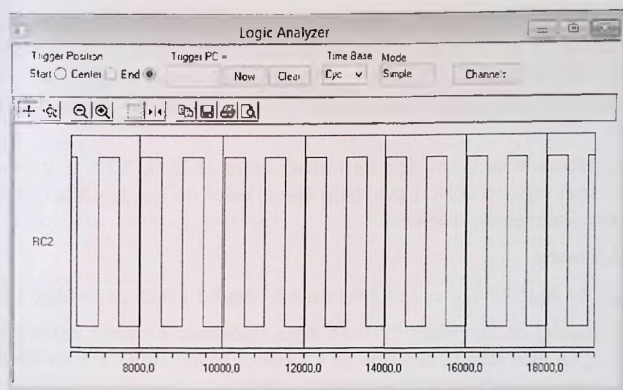 Logic Analyzer
Trigger Position Trigger PC = Time Base Mode
Start Center End Now Clear Cyc Simple Channels
RC2
8000.0 10000.0 12000.0 14000.0 16000.0 18000.0